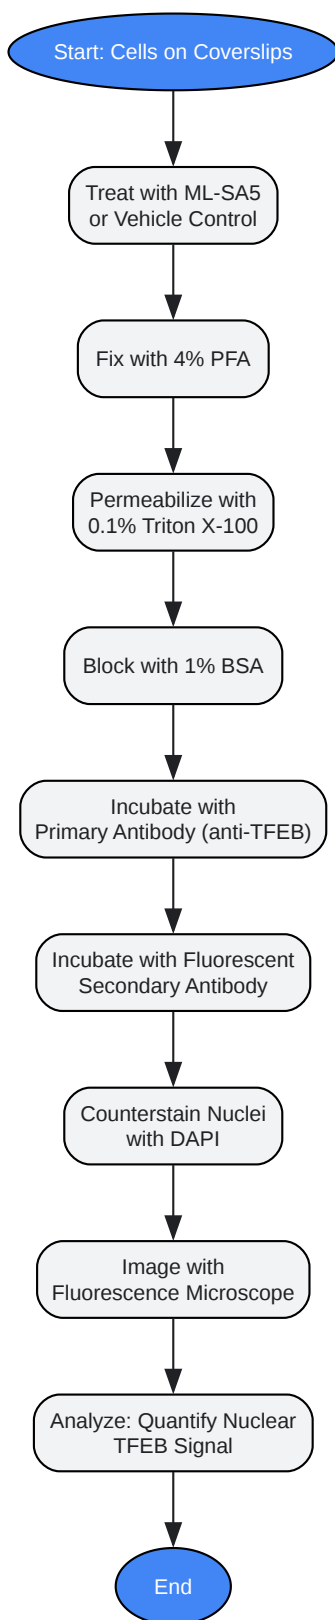 Start: Cells on Coverslips
Treat with ML-SA5
or Vehicle Control
Fix with 4% PFA
Permeabilize with
0.1% Triton X-100
Block with 1% BSA
Incubate with
Primary Antibody (anti-TFEB)
Incubate with Fluorescent
Secondary Antibody
Counterstain Nuclei
with DAPI
Image with
Fluorescence Microscope
Analyze: Quantify Nuclear
TFEB Signal
End